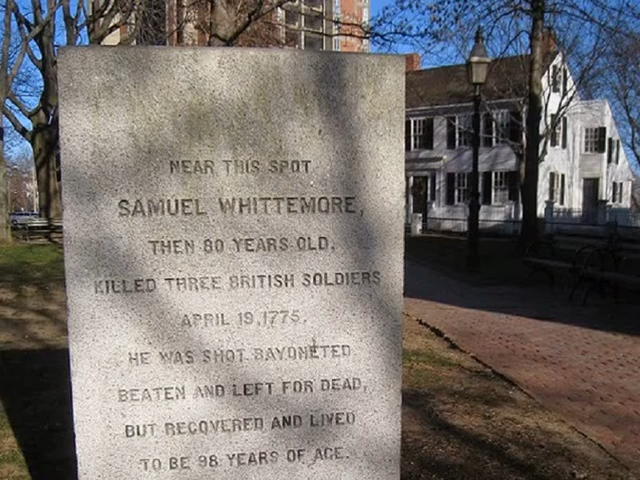 NEAR THIS SPOT
SAMUEL WHITTEMORE,
THEN 80 YEARS OLD,
KILLED THREE BRITISH SOLDIERS
APRIL 19, 1775.
HE WAS SHOT, BAYONETED
BEATEN AND LEFT FOR DEAD,
BUT RECOVERED AND LIVED
TO BE 98 YEARS OF AGE.